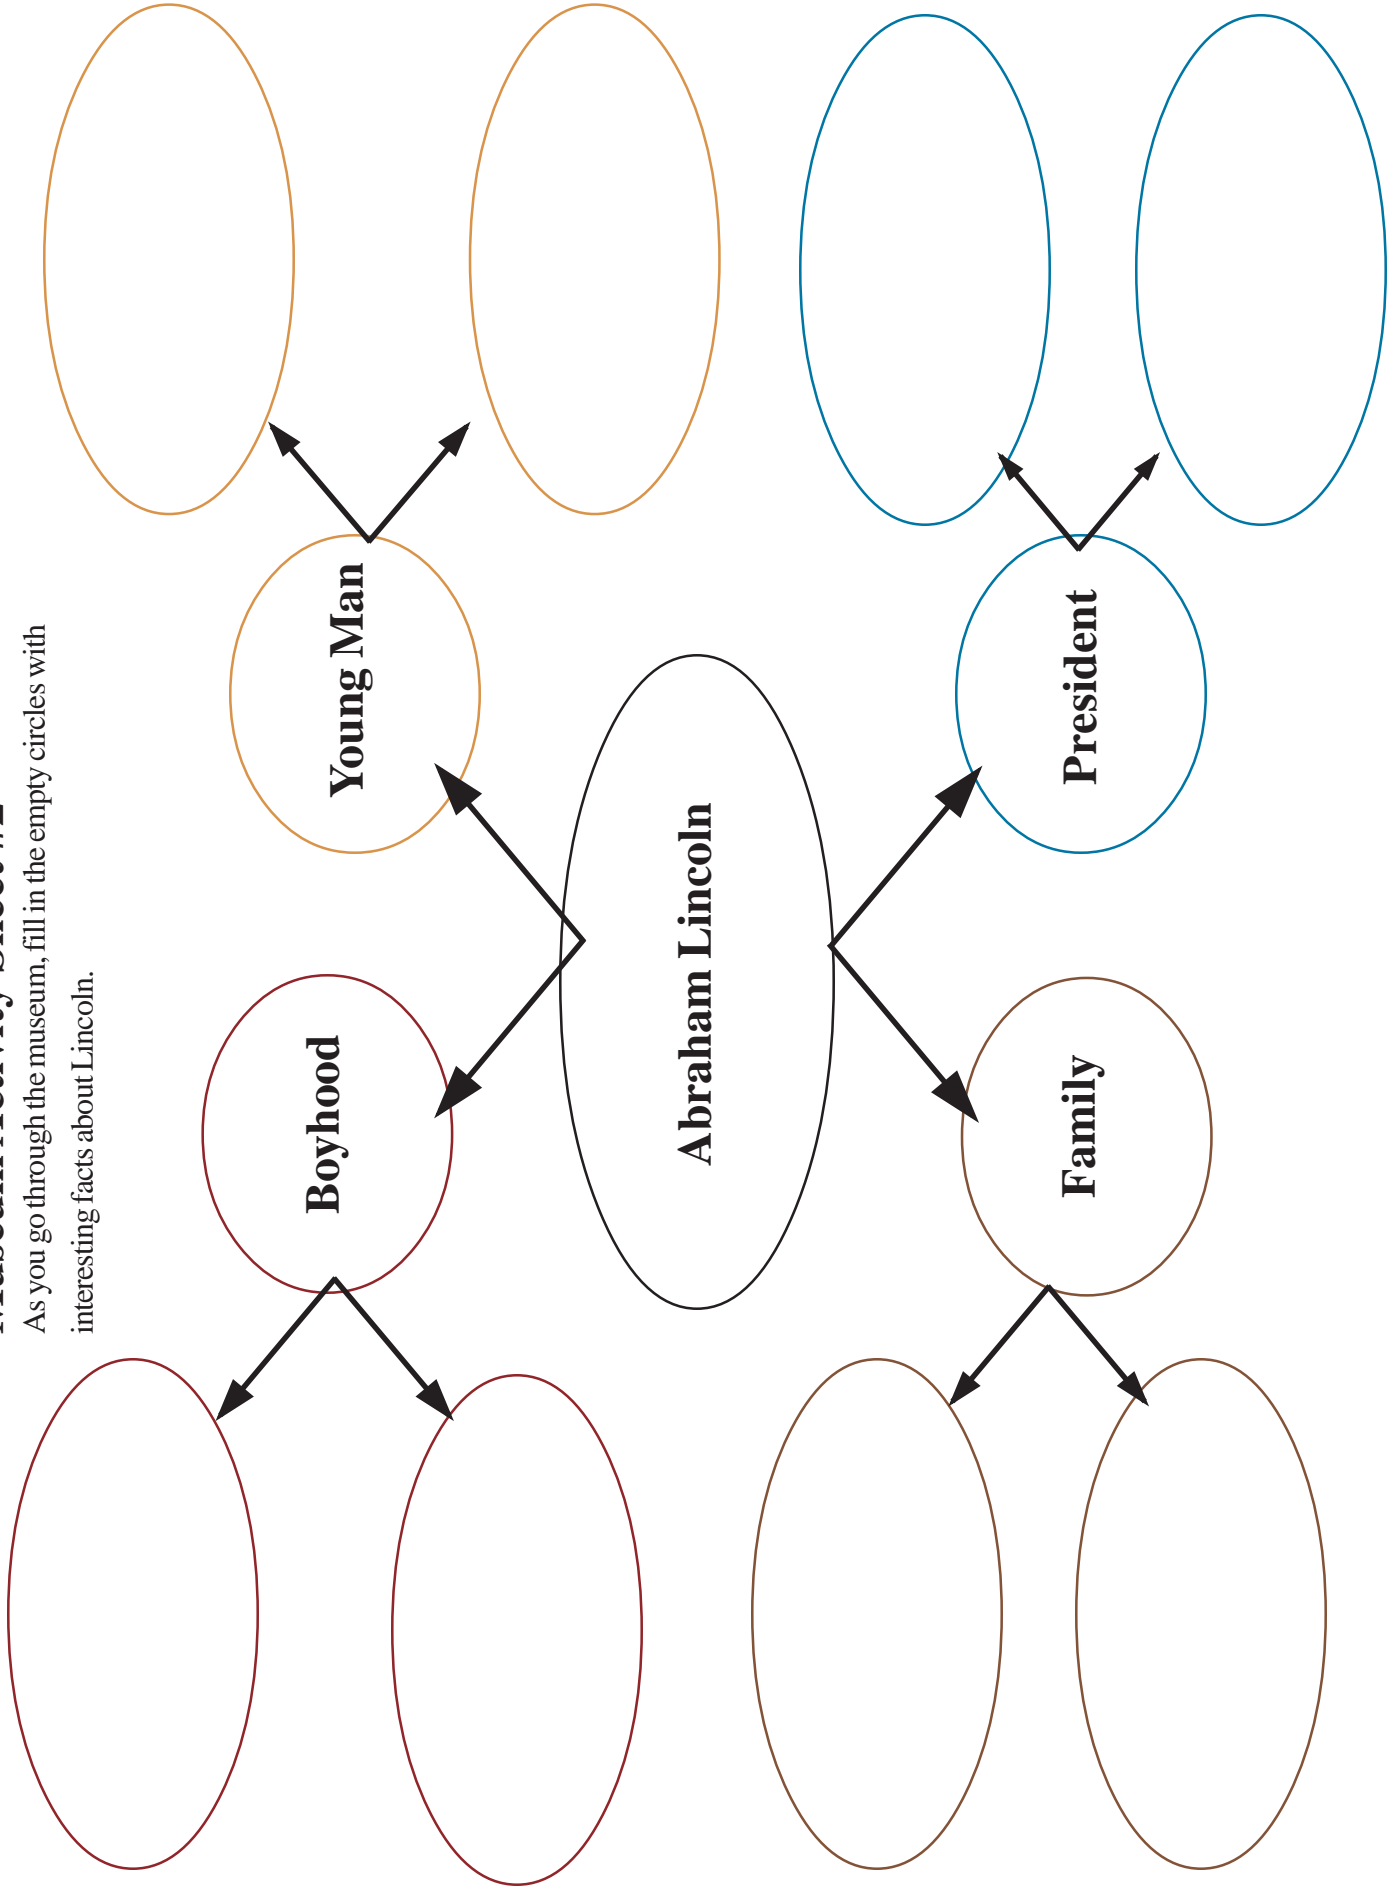 As you go through the museum, fill in the empty circles with
interesting facts about Lincoln.
Boyhood
Young Man
Abraham Lincoln
Family
President